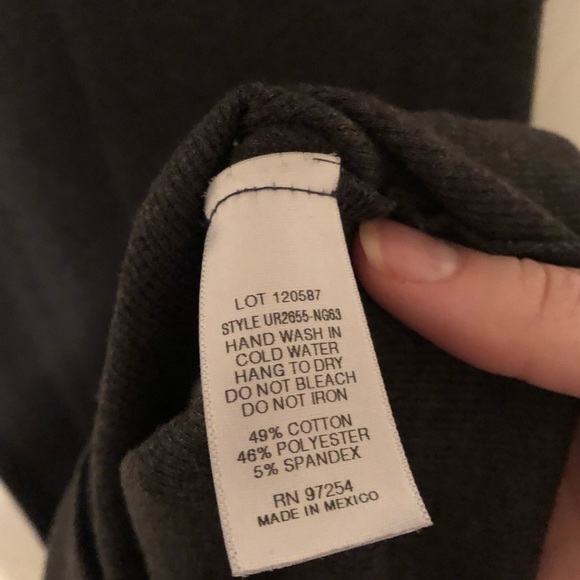 LOT 120587
STYLE UR2655-NG63
HAND WASH IN
COLD WATER
HANG TO DRY
DO NOT BLEACH
DO NOT IRON
49% COTTON
46% POLYESTER
5% SPANDEX
RN 97254
MADE IN MEXICO